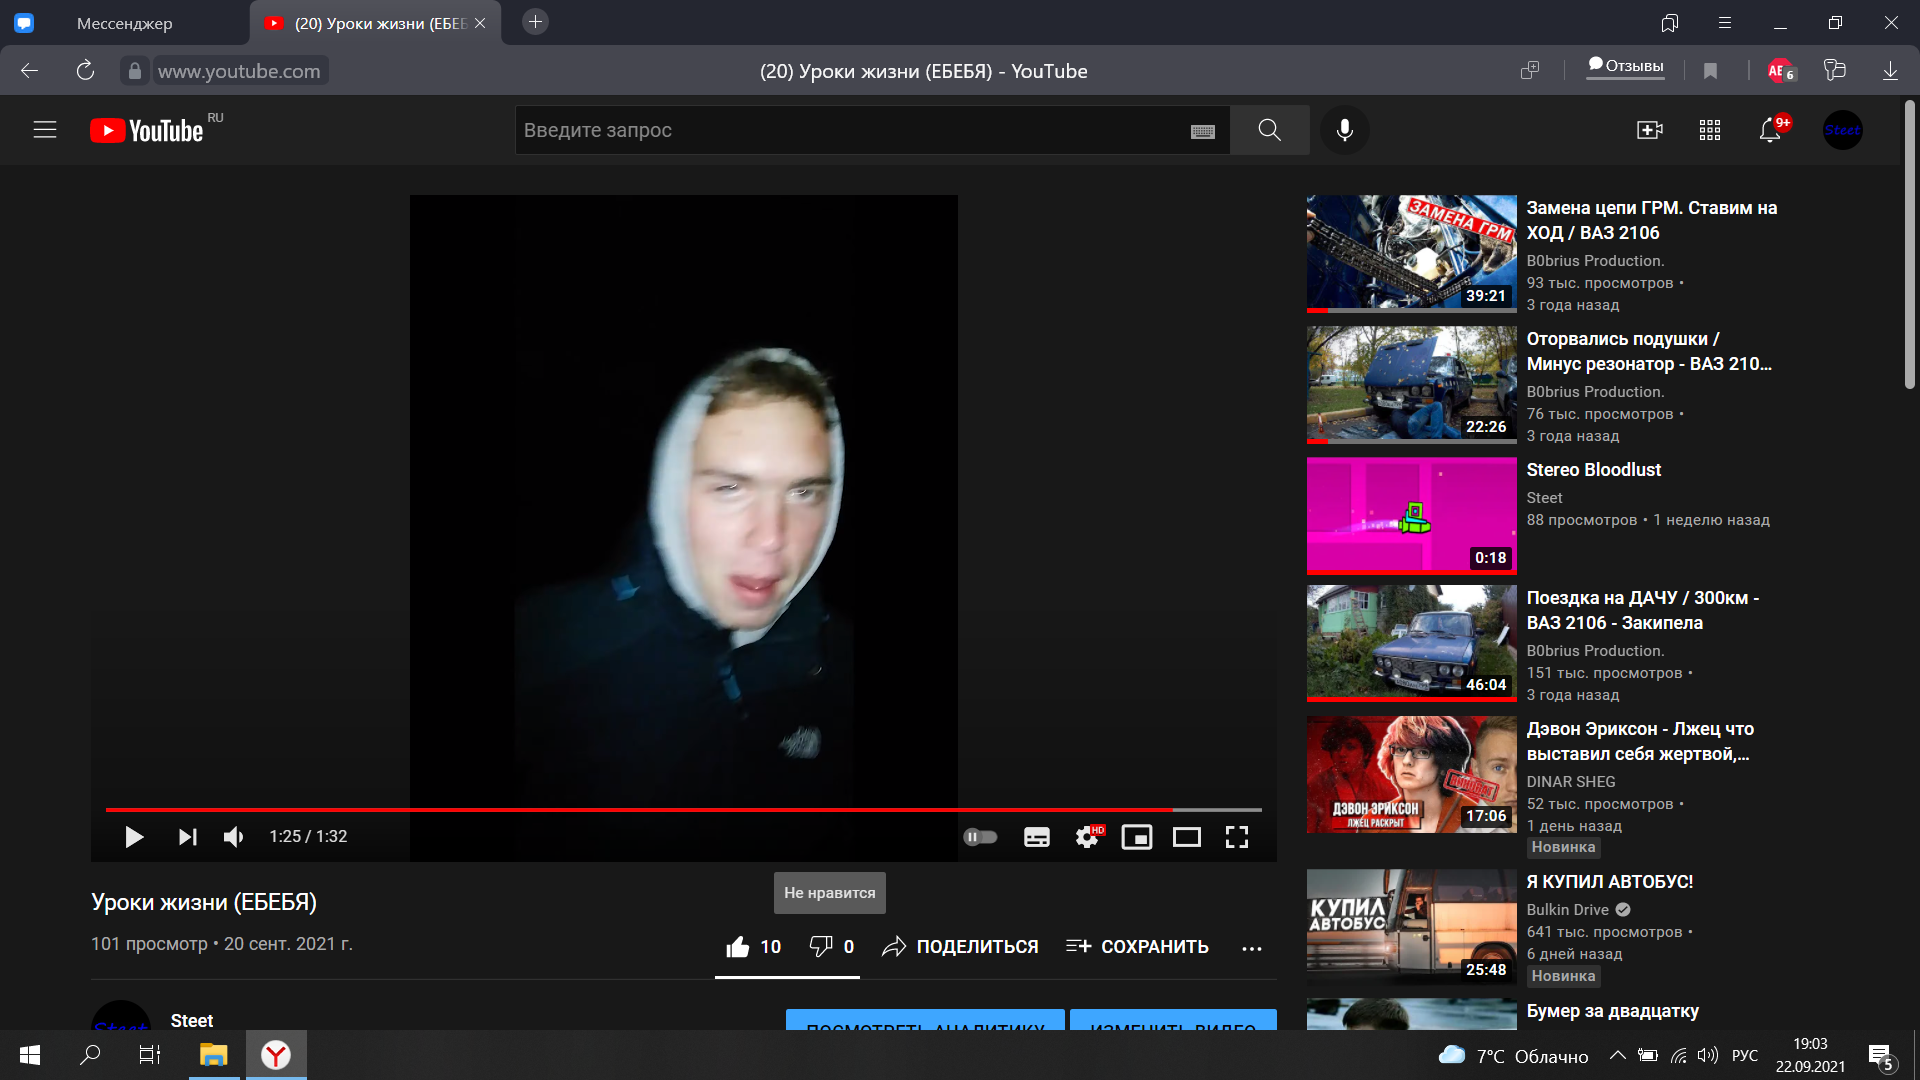 Мессенджер
(20) Уроки жизни (ЕБЕБ
www.youtube.com
(20) Уроки жизни (ЕБЕБЯ) - YouTube
Отзывы
6
YouTube
RU
Введите запрос
9+
Steet
1:25 / 1:32
HD
Не нравится
Уроки жизни (ЕБЕБЯ)
101 просмотр • 20 сент. 2021 г.
10
0
ПОДЕЛИТЬСЯ
СОХРАНИТЬ
Steet
Steet
ПОСМОТРЕТЬ АНАЛИТИКУ
ИЗМЕНИТЬ ВИДЕО
ЗАМЕНА ГРМ
39:21
Замена цепи ГРМ. Ставим на
ХОД / ВАЗ 2106
B0brius Production.
93 тыс. просмотров •
3 года назад
22:26
Оторвались подушки /
Минус резонатор - ВАЗ 210...
B0brius Production.
76 тыс. просмотров •
3 года назад
0:18
Stereo Bloodlust
Steet
88 просмотров • 1 неделю назад
46:04
Поездка на ДАЧУ / 300км -
ВАЗ 2106 - Закипела
B0brius Production.
151 тыс. просмотров •
3 года назад
ДЭВОН ЭРИКСОН
ЛЖЕЦ РАСКРЫТ
17:06
Дэвон Эриксон - Лжец что
выставил себя жертвой,...
DINAR SHEG
52 тыс. просмотров •
1 день назад
Новинка
КУПИЛ
АВТОБУС
25:48
Я КУПИЛ АВТОБУС!
Bulkin Drive
641 тыс. просмотров •
6 дней назад
Новинка
Бумер за двадцатку
7°C Облачно
РУС
19:03
22.09.2021
5